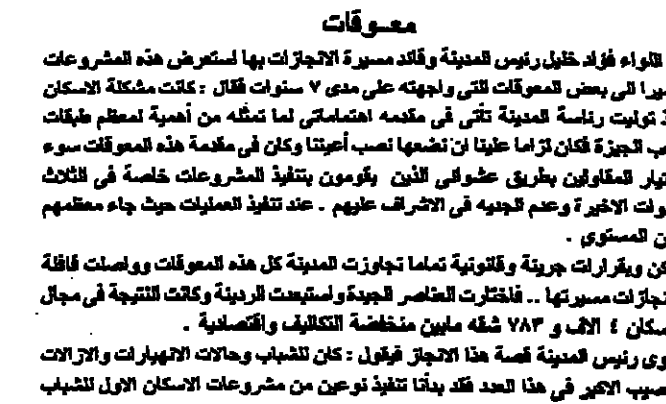 معـوقات
اللواء فؤاد خليل رئيس المدينة وقائد مسيرة الانجازات بها استعرض هذه المشروعات
سيرا الى بعض المعوقات التى واجهته على مدى ٧ سنوات فقال : كانت مشكلة الاسكان
ذ توليت رئاسة المدينة تأتى فى مقدمه اهتماماتى لما تمثله من أهمية لمعظم طبقات
ب الجيزة فكان لزاما علينا ان نضعها نصب أعيننا وكان فى مقدمة هذه المعوقات سوء
تيار المقاولين بطريق عشوائى الذين يقومون بتنفيذ المشروعات خاصة فى الثلاث
وات الاخيرة وعدم الجديه فى الاشراف عليهم . عند تنفيذ العمليات حيث جاء معظمهم
ن المستوى .
كن وبقرارات جريئة وقانونية تماما تجاوزت المدينة كل هذه المعوقات وواصلت قافلة
نجازات مسيرتها .. فاختارت العناصر الجيدة واستبعدت الرديئة وكانت النتيجة فى مجال
سكان ٤ الاف و ٧٨٣ شقه مابين منخفضة التكاليف واقتصادية .
وى رئيس المدينة قصة هذا الانجاز فيقول : كان للشباب وحالات الانهيارات والازالات
صيب الاكبر فى هذا العدد فقد بدأنا تنفيذ نوعين من مشروعات الاسكان الاول للشباب